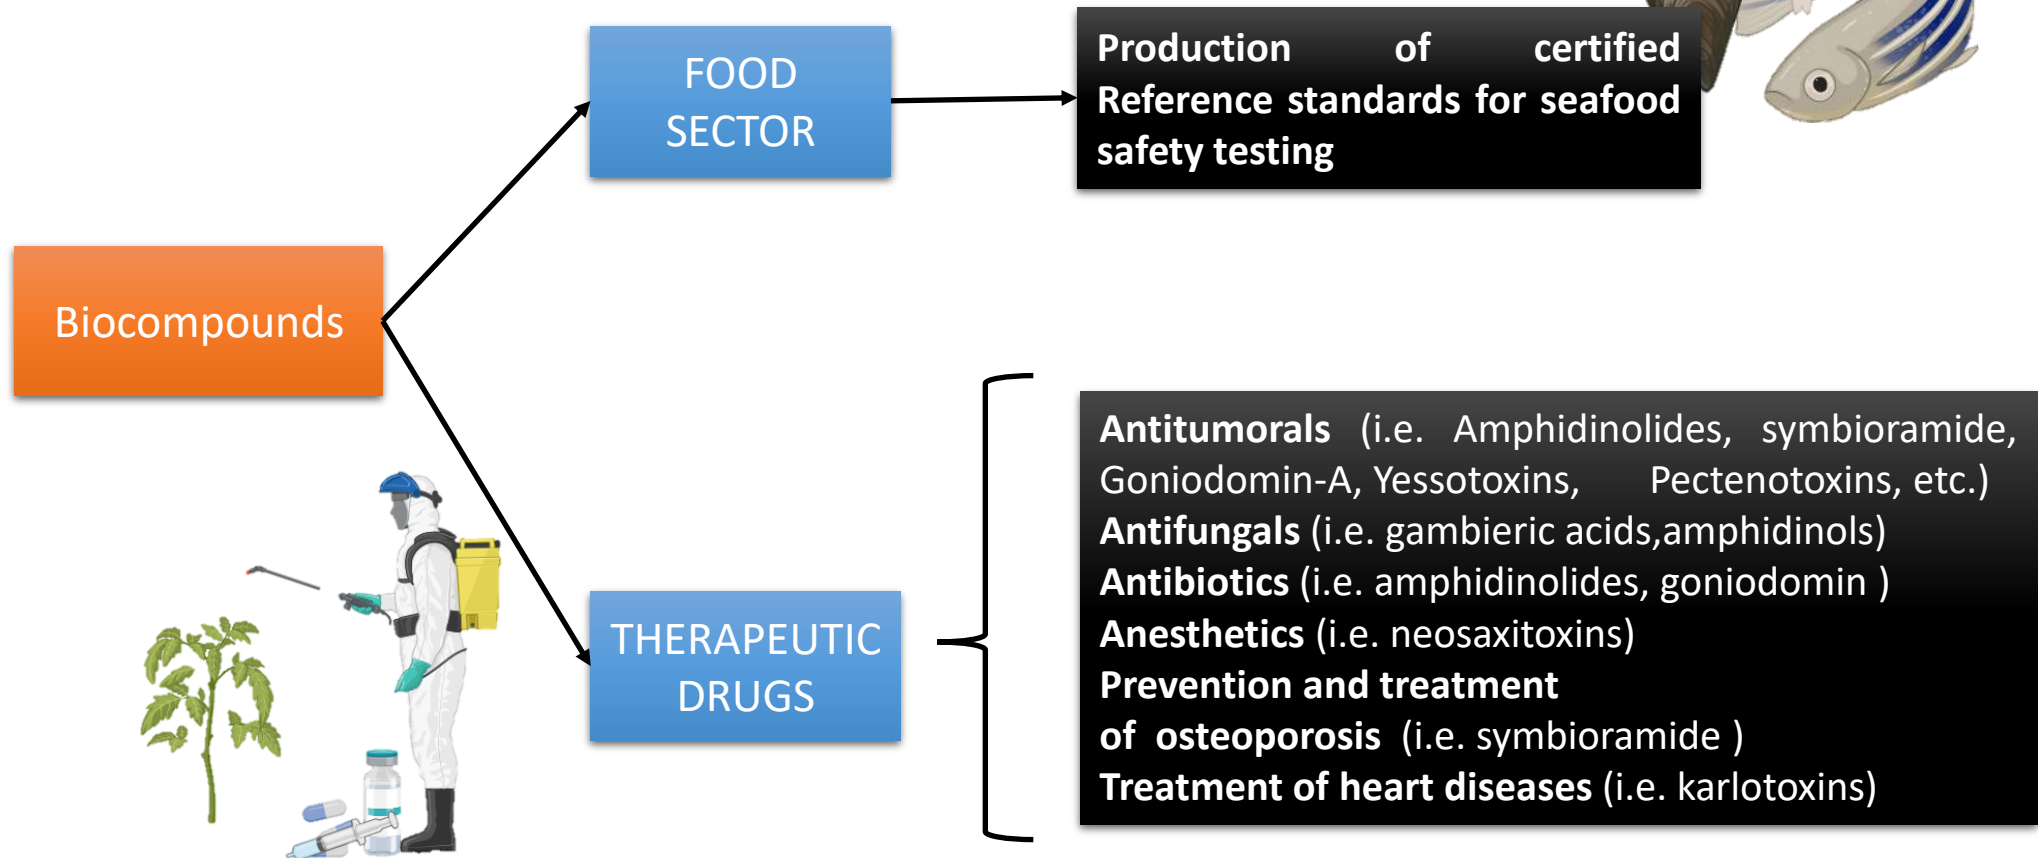 FOOD
SECTOR
Production of certified
Reference standards for seafood
safety testing
Biocompounds
THERAPEUTIC
DRUGS
Antitumorals (i.e. Amphidinolides, symbioramide,
Goniodomin-A, Yessotoxins, Pectenotoxins, etc.)
Antifungals (i.e. gambieric acids,amphidinols)
Antibiotics (i.e. amphidinolides, goniodomin )
Anesthetics (i.e. neosaxitoxins)
Prevention and treatment
of osteoporosis (i.e. symbioramide )
Treatment of heart diseases (i.e. karlotoxins)